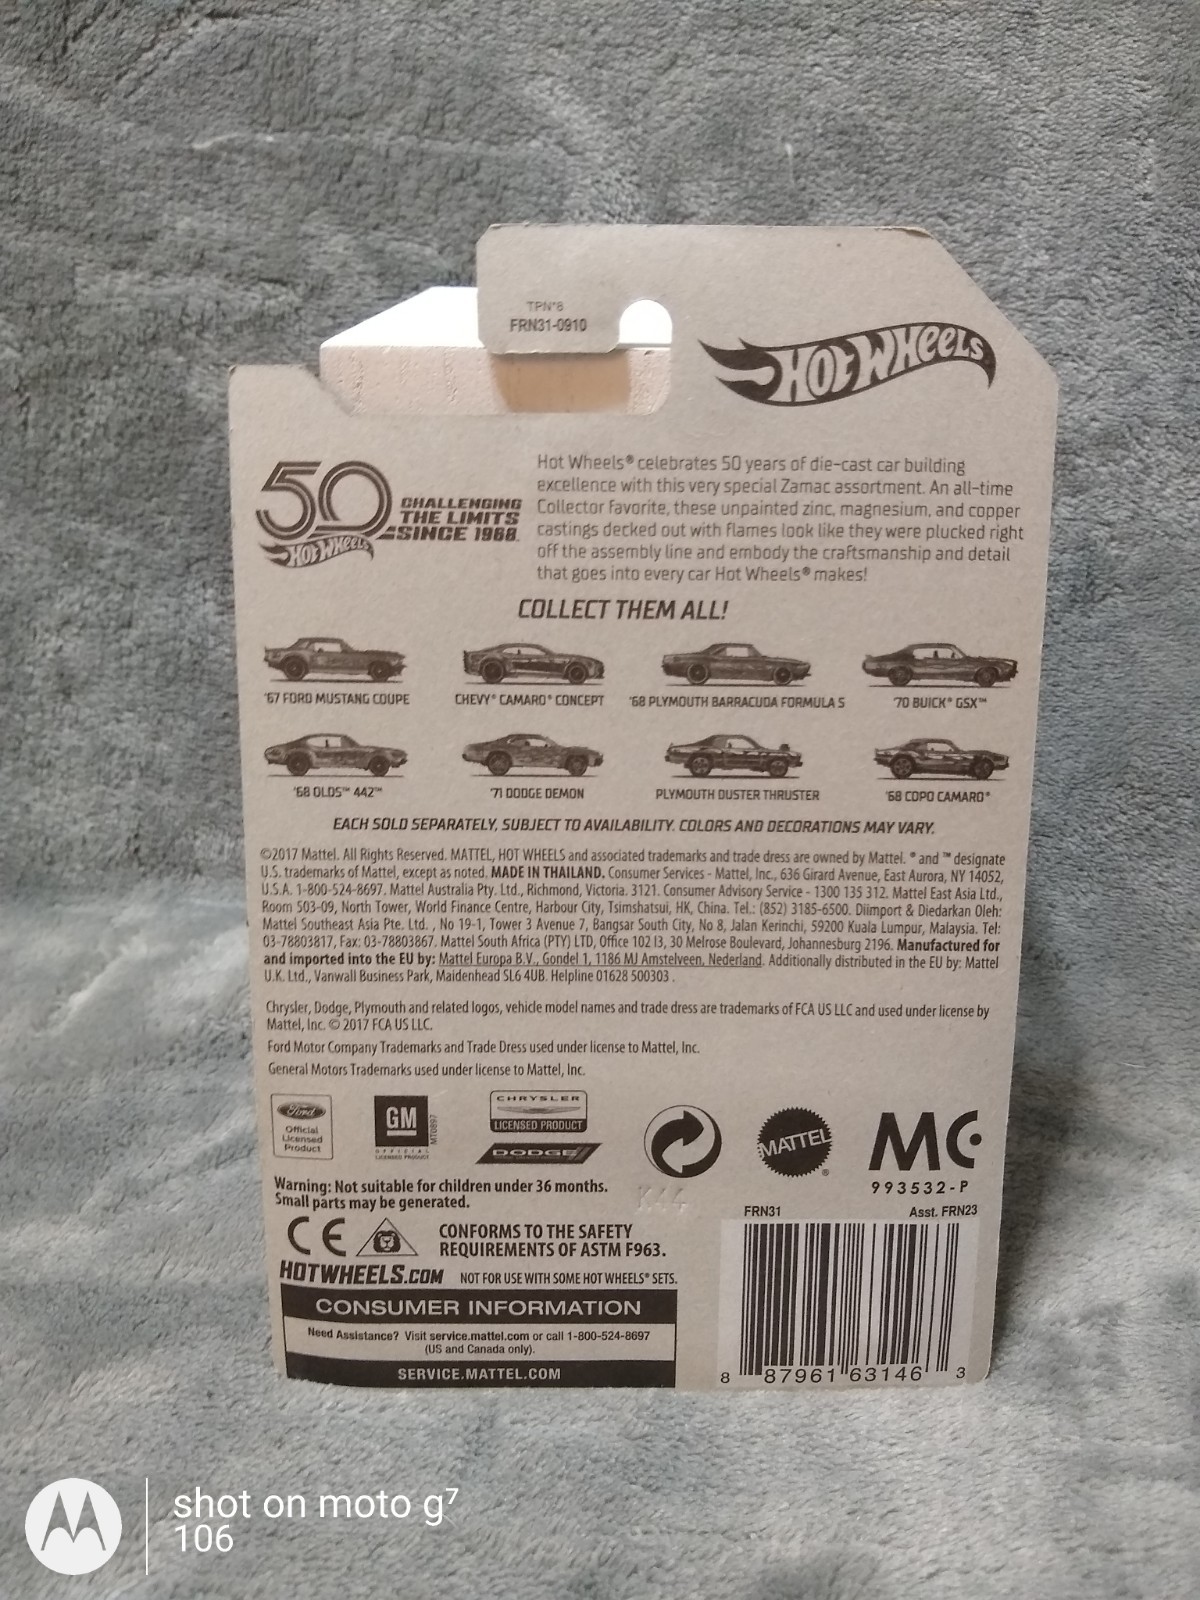 TPN*8
FRN31-0910
HOT WHEELS
50
HOT WHEELS
CHALLENGING
THE LIMITS
SINCE 1968.
Hot Wheels® celebrates 50 years of die-cast car building
excellence with this very special Zamac assortment. An all-time
Collector Favorite, these unpainted zinc, magnesium, and copper
castings decked out with flames look like they were plucked right
off the assembly line and embody the craftsmanship and detail
that goes into every car Hot Wheels® makes!
COLLECT THEM ALL!
'67 FORD MUSTANG COUPE
CHEVY® CAMARO® CONCEPT
'68 PLYMOUTH BARRACUDA FORMULA S
'70 BUICK® GSX™
'68 OLDS™ 442™
'71 DODGE DEMON
PLYMOUTH DUSTER THRUSTER
'68 COPO CAMARO®
EACH SOLD SEPARATELY, SUBJECT TO AVAILABILITY. COLORS AND DECORATIONS MAY VARY.
©2017 Mattel. All Rights Reserved. MATTEL, HOT WHEELS and associated trademarks and trade dress are owned by Mattel. ® and ™ designate
U.S. trademarks of Mattel, except as noted. MADE IN THAILAND. Consumer Services - Mattel, Inc., 636 Girard Avenue, East Aurora, NY 14052,
U.S.A. 1-800-524-8697. Mattel Australia Pty. Ltd., Richmond, Victoria. 3121. Consumer Advisory Service - 1300 135 312. Mattel East Asia Ltd.,
Room 503-09, North Tower, World Finance Centre, Harbour City, Tsimshatsui, HK, China. Tel.: (852) 3185-6500. Diimport & Diedarkan Oleh:
Mattel Southeast Asia Pte. Ltd. , No 19-1, Tower 3 Avenue 7, Bangsar South City, No 8, Jalan Kerinchi, 59200 Kuala Lumpur, Malaysia. Tel:
03-78803817, Fax: 03-78803867. Mattel South Africa (PTY) LTD, Office 102 I3, 30 Melrose Boulevard, Johannesburg 2196. Manufactured for
and imported into the EU by: Mattel Europa B.V., Gondel 1, 1186 MJ Amstelveen, Nederland. Additionally distributed in the EU by: Mattel
U.K. Ltd., Vanwall Business Park, Maidenhead SL6 4UB. Helpline 01628 500303 .
Chrysler, Dodge, Plymouth and related logos, vehicle model names and trade dress are trademarks of FCA US LLC and used under license by
Mattel, Inc. © 2017 FCA US LLC.
Ford Motor Company Trademarks and Trade Dress used under license to Mattel, Inc.
General Motors Trademarks used under license to Mattel, Inc.
Ford
Official
Licensed
Product
GM
OFFICIAL
LICENSED PRODUCT
MT0897
CHRYSLER
LICENSED PRODUCT
DODGE
MATTEL®
MC
993532-P
Warning: Not suitable for children under 36 months.
Small parts may be generated.
K44
CE
CONFORMS TO THE SAFETY
REQUIREMENTS OF ASTM F963.
HOTWHEELS.COM NOT FOR USE WITH SOME HOT WHEELS® SETS.
CONSUMER INFORMATION
Need Assistance? Visit service.mattel.com or call 1-800-524-8697
(US and Canada only).
SERVICE.MATTEL.COM
FRN31 Asst. FRN23
8 87961 63146 3
shot on moto g⁷
106